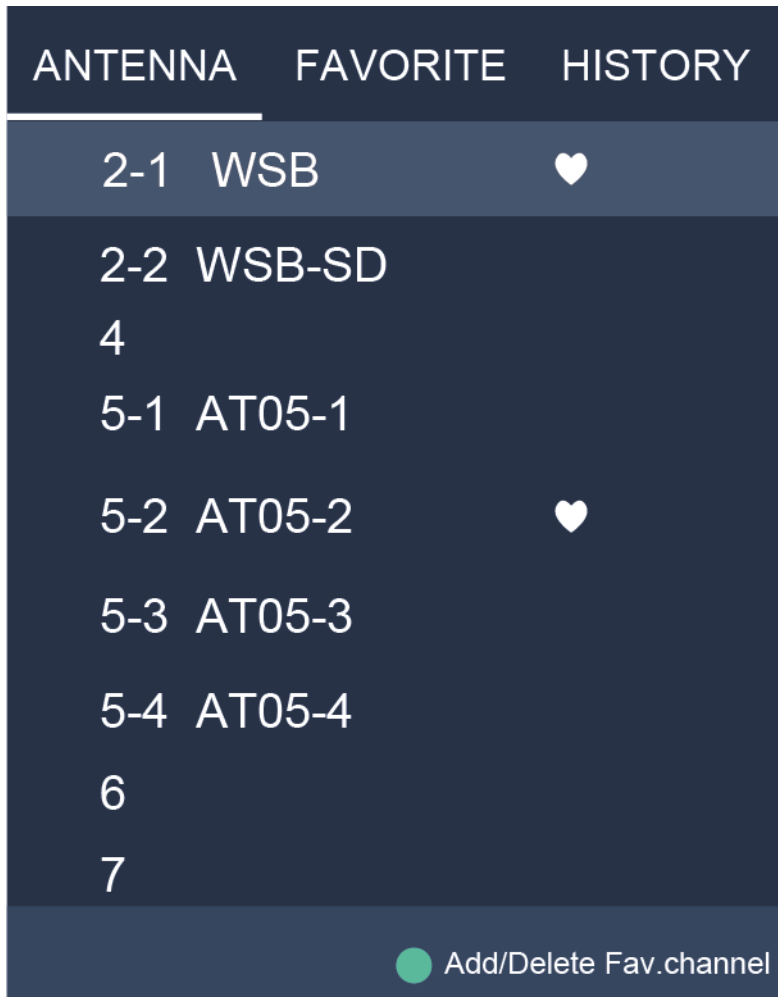 ANTENNA FAVORITE HISTORY
2-1 WSB
2-2 WSB-SD
4
5-1 AT05-1
5-2 AT05-2
5-3 AT05-3
5-4 AT05-4
6
7
Add/Delete Fav.channel